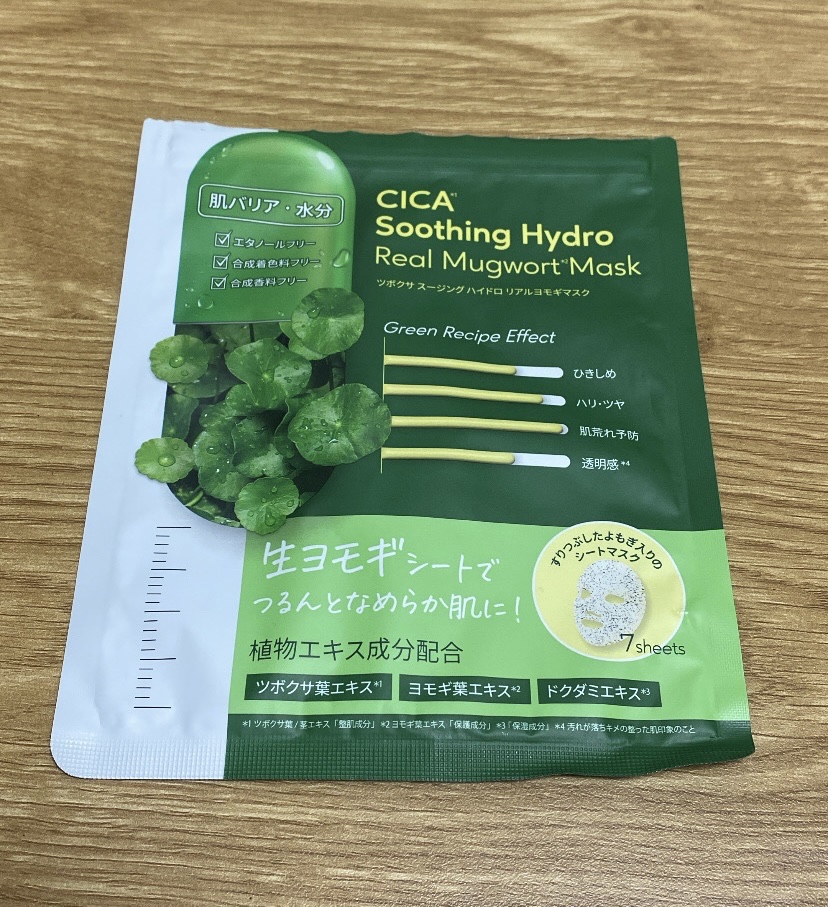 肌バリア・水分
エタノールフリー
合成着色料フリー
合成香料フリー
CICA*1
Soothing Hydro
Real Mugwort*2Mask
ツボクサ スージング ハイドロ リアルヨモギマスク
Green Recipe Effect
ひきしめ
ハリ・ツヤ
肌荒れ予防
透明感*4
生ヨモギシートで
つるんとなめらか肌に!
すりつぶしたよもぎ入りの
シートマスク
7sheets
植物エキス成分配合
ツボクサ葉エキス*1
ヨモギ葉エキス*2
ドクダミエキス*3
*1 ツボクサ葉/茎エキス「整肌成分」 *2 ヨモギ葉エキス「保護成分」 *3「保湿成分」 *4 汚れが落ちキメの整った肌印象のこと